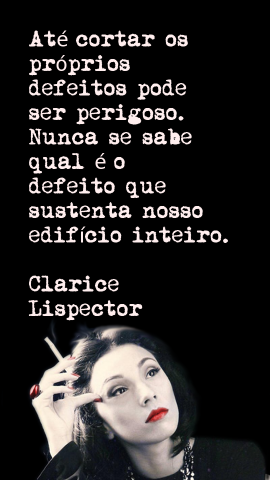 Até cortar os
próprios
defeitos pode
ser perigoso.
Nunca se sabe
qual é o
defeito que
sustenta nosso
edifício inteiro.
Clarice
Lispector